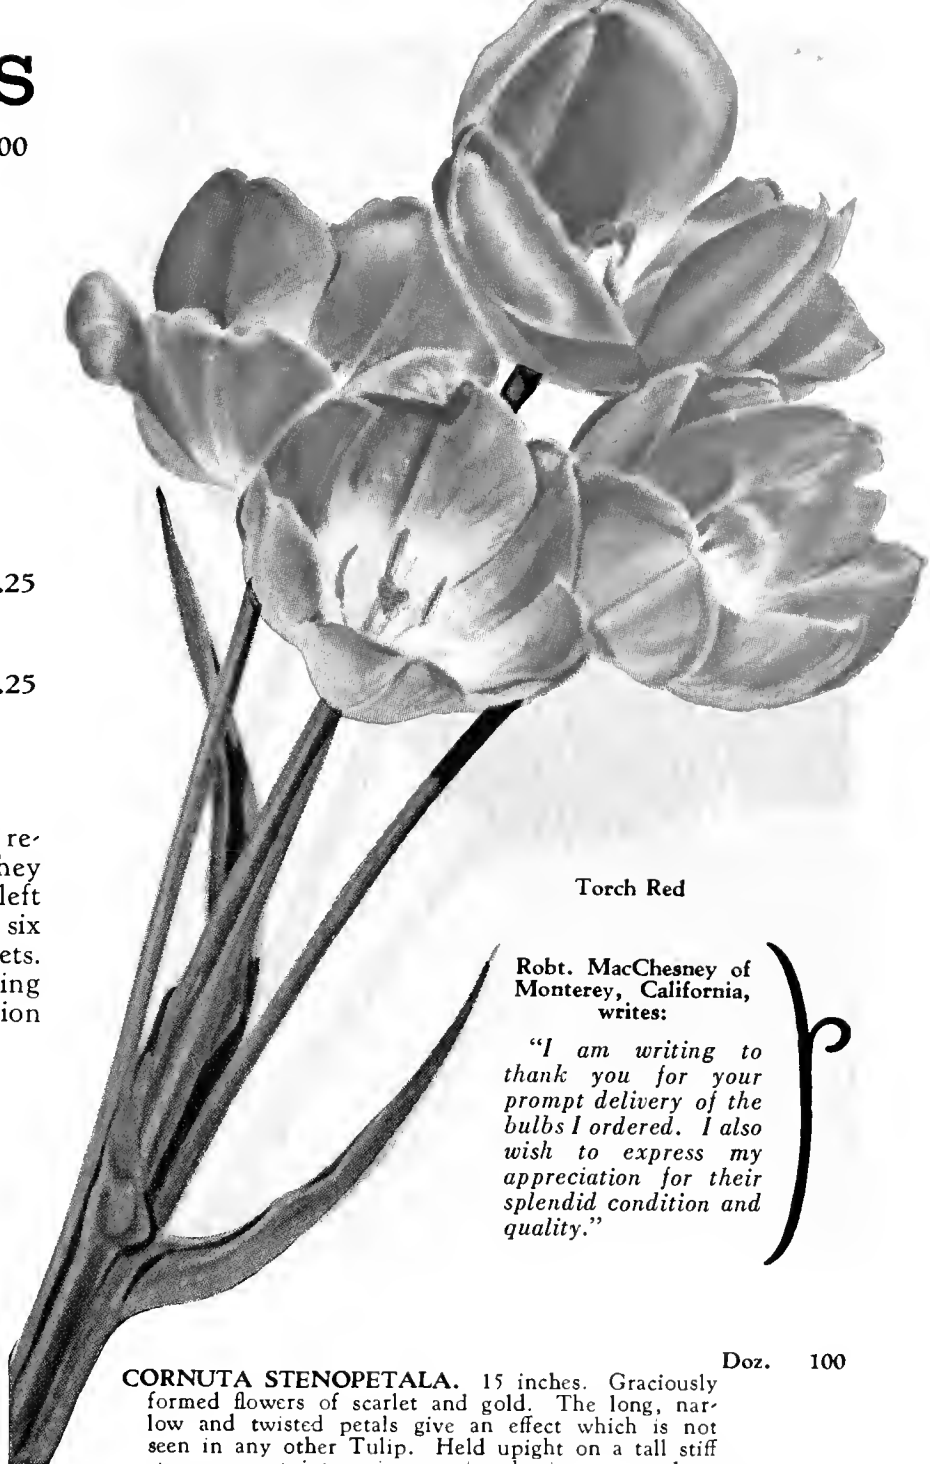 S
00
.25
.25
re-
hey
left
six
ets.
ing
ion
Torch Red
Robt. MacChesney of
Monterey, California,
writes:
“I am writing to
thank you for your
prompt delivery of the
bulbs I ordered. I also
wish to express my
appreciation for their
splendid condition and
quality.”
Doz. 100
CORNUTA STENOPETALA. 15 inches. Graciously
formed flowers of scarlet and gold. The long, nar-
low and twisted petals give an effect which is not
seen in any other Tulip. Held upight on a tall stiff